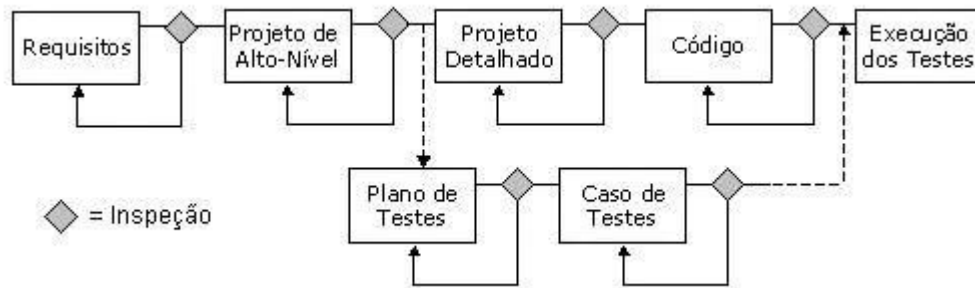 Requisitos
Projeto de
Alto-Nível
Projeto
Detalhado
Código
Execução
dos Testes
Plano de
Testes
Caso de
Testes
= Inspeção